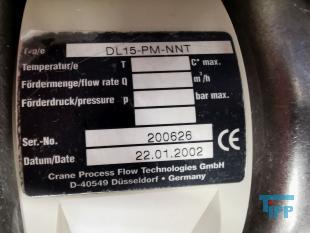 Type DL15-PM-NNT
Temperatur/e T C° max.
Fördermenge/flow rate Q m³/h
Förderdruck/pressure p bar max.
Ser.-No. 200626
Datum/Date 22.01.2002
CE
Crane Process Flow Technologies GmbH
D-40549 Düsseldorf • Germany
TIPP